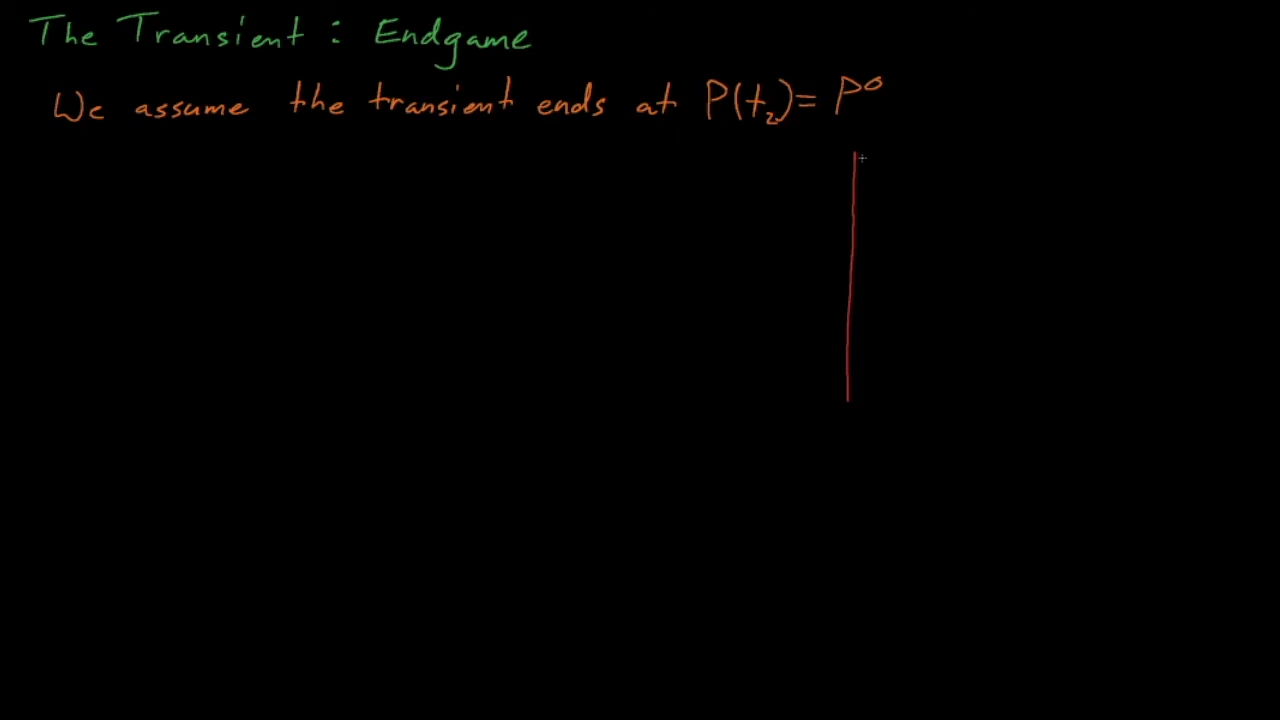 The Transient : Endgame
We assume the transient ends at P(t₂)= P⁰